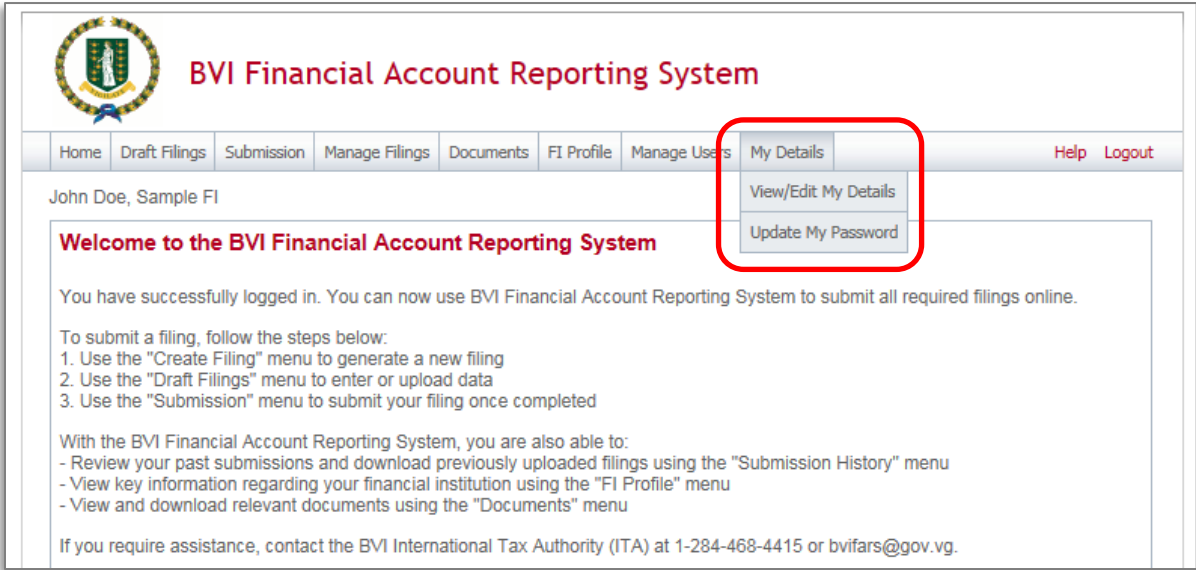 VIGILATE
BVI Financial Account Reporting System
Home Draft Filings Submission Manage Filings Documents FI Profile Manage Users My Details Help Logout
John Doe, Sample FI
View/Edit My Details
Update My Password
Welcome to the BVI Financial Account Reporting System
You have successfully logged in. You can now use BVI Financial Account Reporting System to submit all required filings online.
To submit a filing, follow the steps below:
1. Use the "Create Filing" menu to generate a new filing
2. Use the "Draft Filings" menu to enter or upload data
3. Use the "Submission" menu to submit your filing once completed
With the BVI Financial Account Reporting System, you are also able to:
- Review your past submissions and download previously uploaded filings using the "Submission History" menu
- View key information regarding your financial institution using the "FI Profile" menu
- View and download relevant documents using the "Documents" menu
If you require assistance, contact the BVI International Tax Authority (ITA) at 1-284-468-4415 or bvifars@gov.vg.